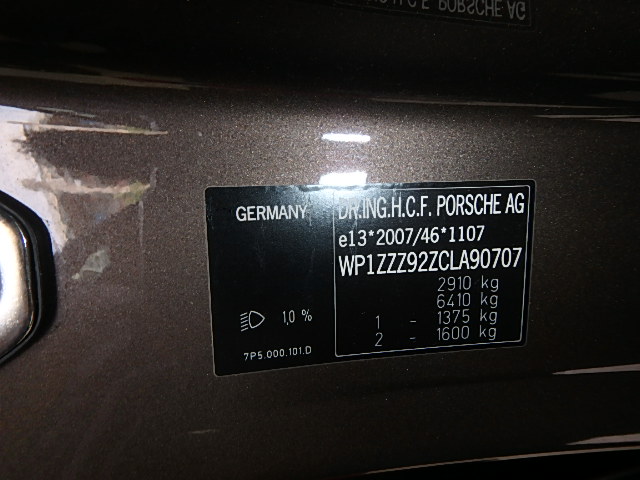 GERMANY
DR.ING.H.C.F. PORSCHE AG
e13*2007/46*1107
WP1ZZZ92ZCLA90707
2910 kg
6410 kg
1 - 1375 kg
2 - 1600 kg
1,0 %
7P5.000.101.D